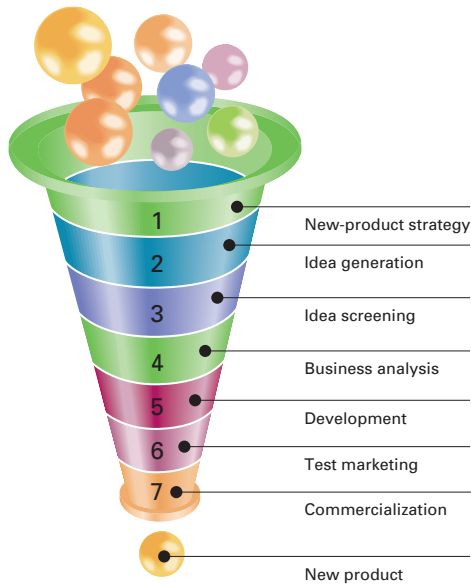 1
New-product strategy
2
Idea generation
3
Idea screening
4
Business analysis
5
Development
6
Test marketing
7
Commercialization
New product